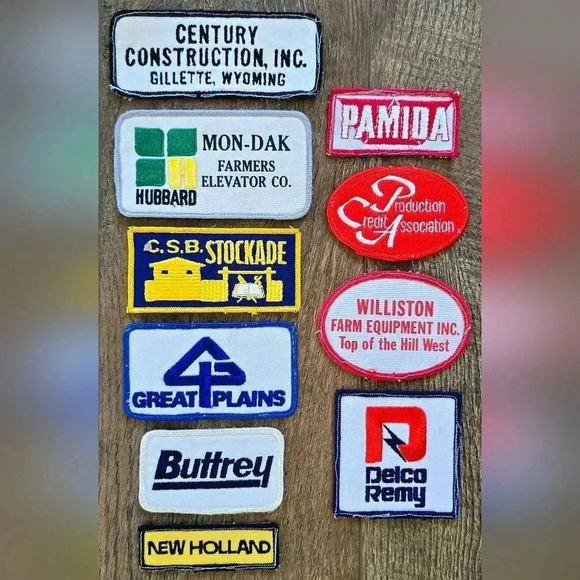 CENTURY
CONSTRUCTION, INC.
GILLETTE, WYOMING
MON-DAK
FARMERS
ELEVATOR CO.
HUBBARD
C.S.B. STOCKADE
GREAT PLAINS
Buttrey
NEW HOLLAND
PAMIDA
Production
Credit Association
WILLISTON
FARM EQUIPMENT INC.
Top of the Hill West
Delco
Remy